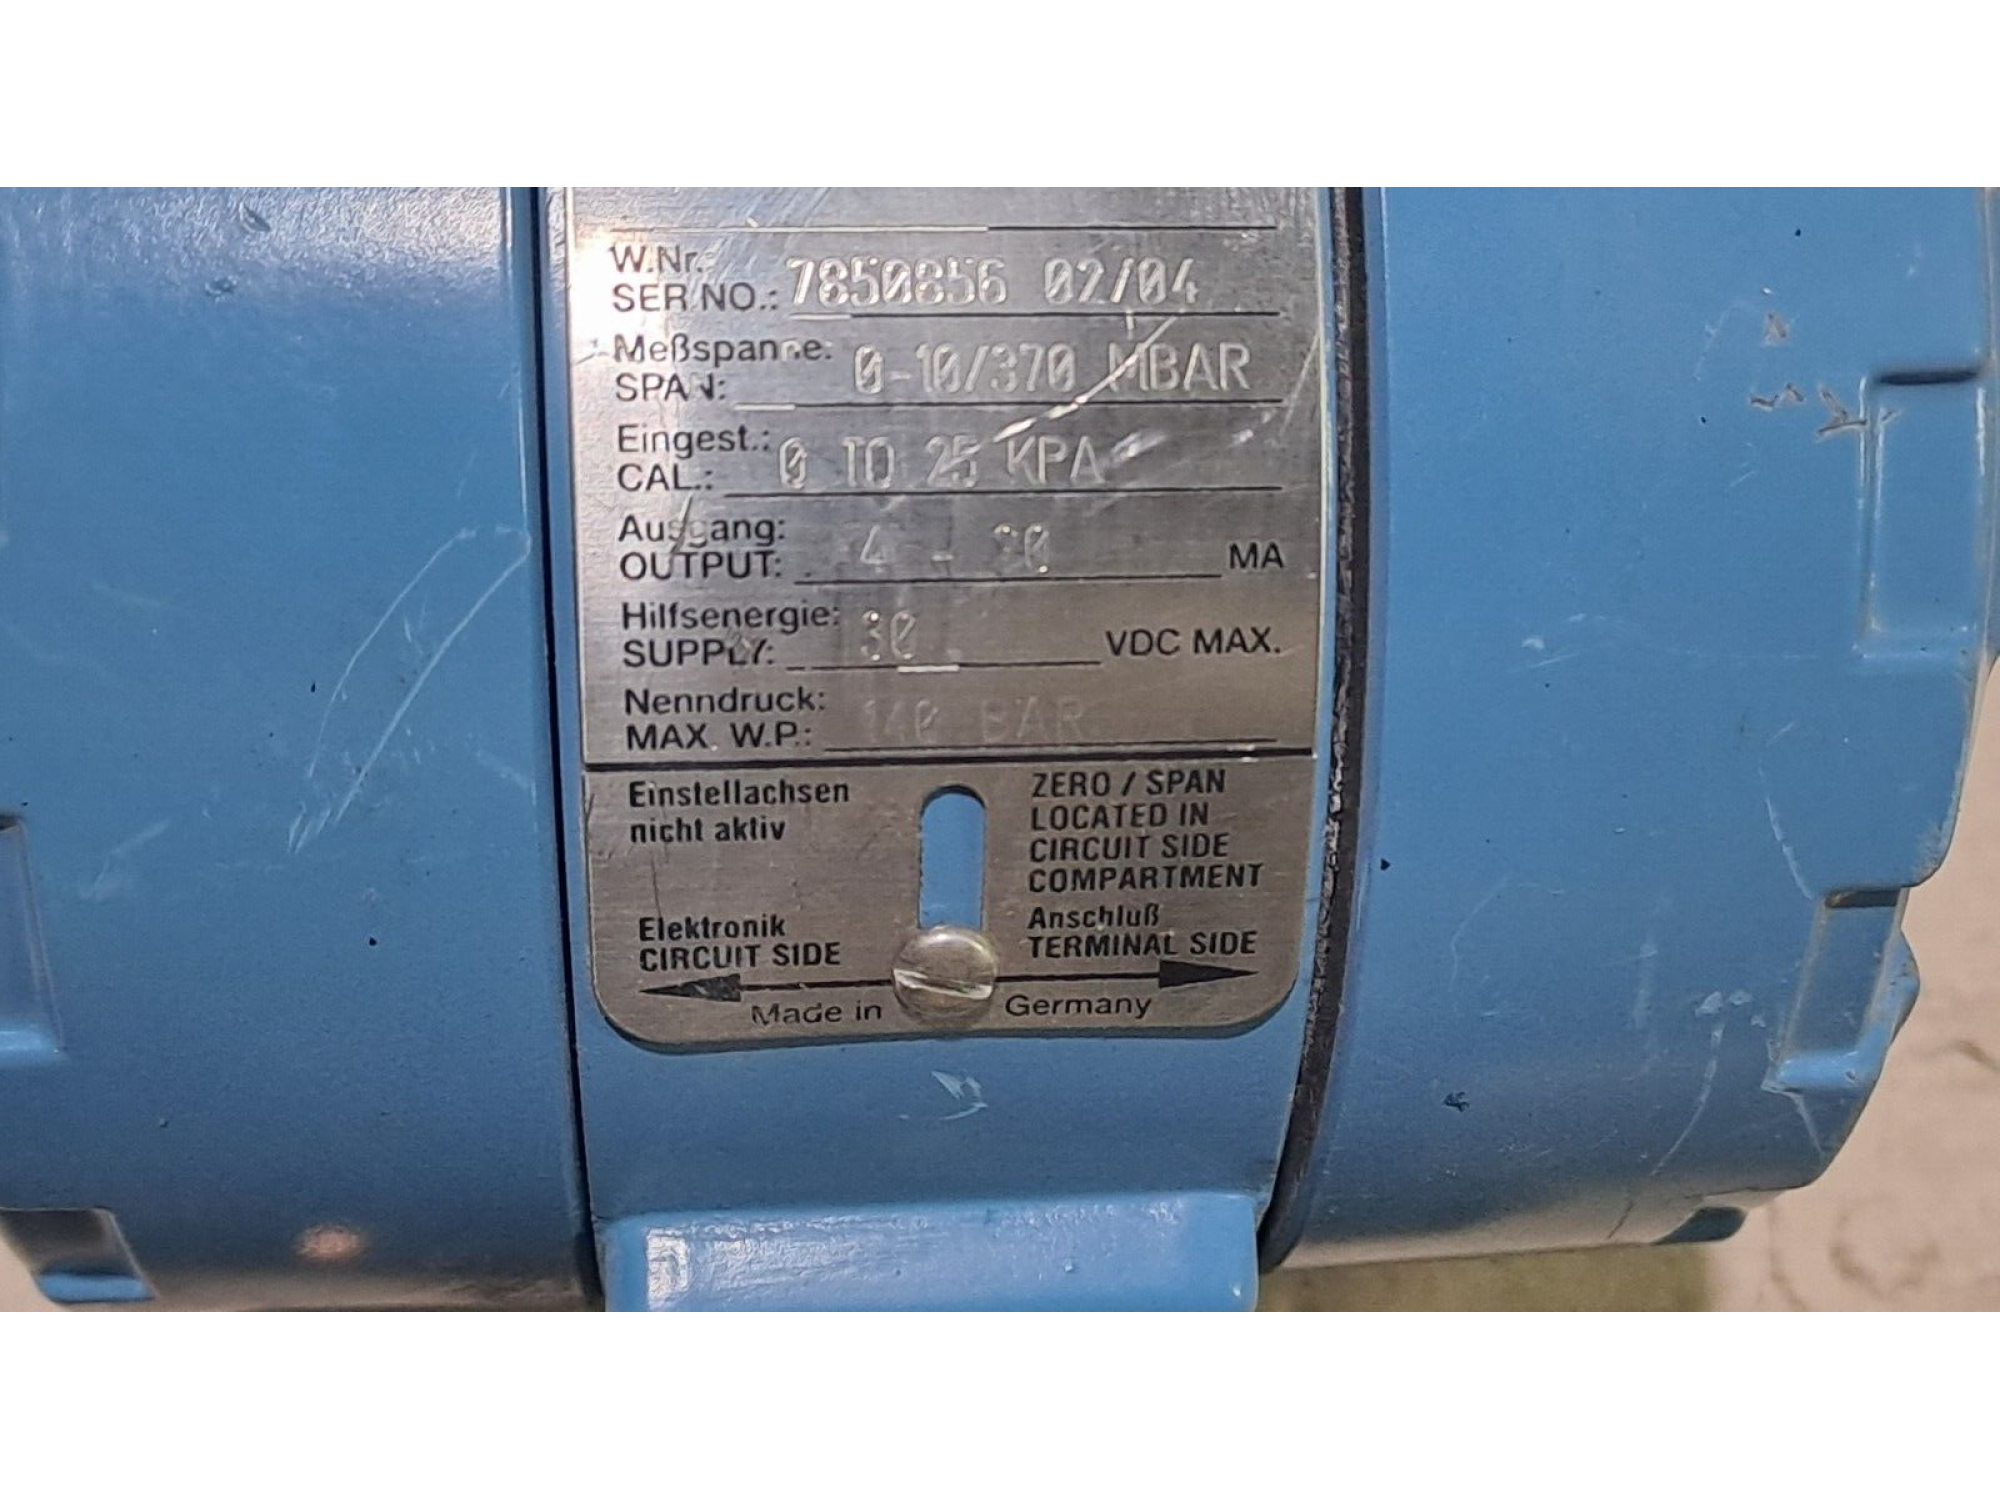 W.Nr.
SER.NO.: 7850856 02/04
Meßspanne:
SPAN: 0-10/370 MBAR
Eingest.:
CAL.: 0 TO 25 KPA
Ausgang:
OUTPUT: 4 - 20 MA
Hilfsenergie:
SUPPLY: 30 VDC MAX.
Nenndruck:
MAX. W.P.: 140 BAR
Einstellachsen
nicht aktiv
ZERO / SPAN
LOCATED IN
CIRCUIT SIDE
COMPARTMENT
Elektronik
CIRCUIT SIDE
Anschluß
TERMINAL SIDE
Made in Germany